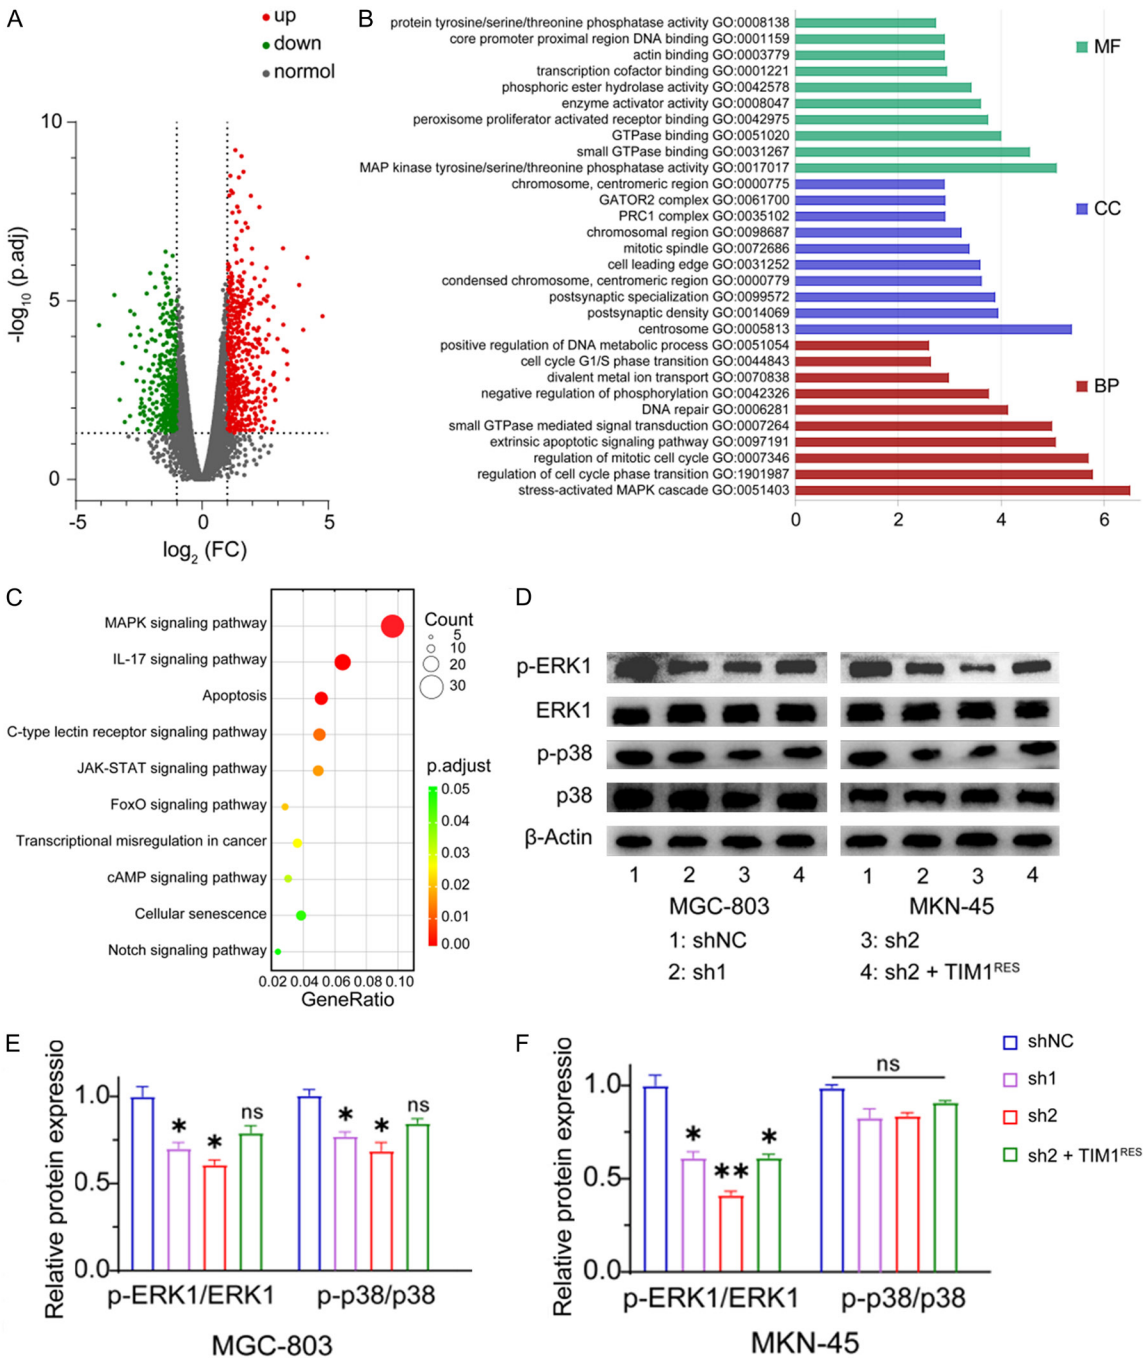 A
up
down
normol
10
5
0
-log10 (p.adj)
-5
0
5
log2 (FC)
B
protein tyrosine/serine/threonine phosphatase activity GO:0008138
core promoter proximal region DNA binding GO:0001159
actin binding GO:0003779
transcription cofactor binding GO:0001221
phosphoric ester hydrolase activity GO:0042578
enzyme activator activity GO:0008047
peroxisome proliferator activated receptor binding GO:0042975
GTPase binding GO:0051020
small GTPase binding GO:0031267
MAP kinase tyrosine/serine/threonine phosphatase activity GO:0017017
chromosome, centromeric region GO:0000775
GATOR2 complex GO:0061700
PRC1 complex GO:0035102
chromosomal region GO:0098687
mitotic spindle GO:0072686
cell leading edge GO:0031252
condensed chromosome, centromeric region GO:0000779
postsynaptic specialization GO:0099572
postsynaptic density GO:0014069
centrosome GO:0005813
positive regulation of DNA metabolic process GO:0051054
cell cycle G1/S phase transition GO:0044843
divalent metal ion transport GO:0070838
negative regulation of phosphorylation GO:0042326
DNA repair GO:0006281
small GTPase mediated signal transduction GO:0007264
extrinsic apoptotic signaling pathway GO:0097191
regulation of mitotic cell cycle GO:0007346
regulation of cell cycle phase transition GO:1901987
stress-activated MAPK cascade GO:0051403
0
2
4
6
MF
CC
BP
C
MAPK signaling pathway
IL-17 signaling pathway
Apoptosis
C-type lectin receptor signaling pathway
JAK-STAT signaling pathway
FoxO signaling pathway
Transcriptional misregulation in cancer
cAMP signaling pathway
Cellular senescence
Notch signaling pathway
0.02 0.04 0.06 0.08 0.10
GeneRatio
Count
5
10
20
30
p.adjust
0.05
0.04
0.03
0.02
0.01
0.00
D
p-ERK1
ERK1
p-p38
p38
β-Actin
1 2 3 4
1 2 3 4
MGC-803
MKN-45
1: shNC
3: sh2
2: sh1
4: sh2 + TIM1RES
E
Relative protein expressio
1.0
0.5
0.0
* * ns
* * ns
p-ERK1/ERK1
p-p38/p38
MGC-803
F
Relative protein expressio
1.0
0.5
0.0
* ** *
ns
p-ERK1/ERK1
p-p38/p38
MKN-45
shNC
sh1
sh2
sh2 + TIM1RES